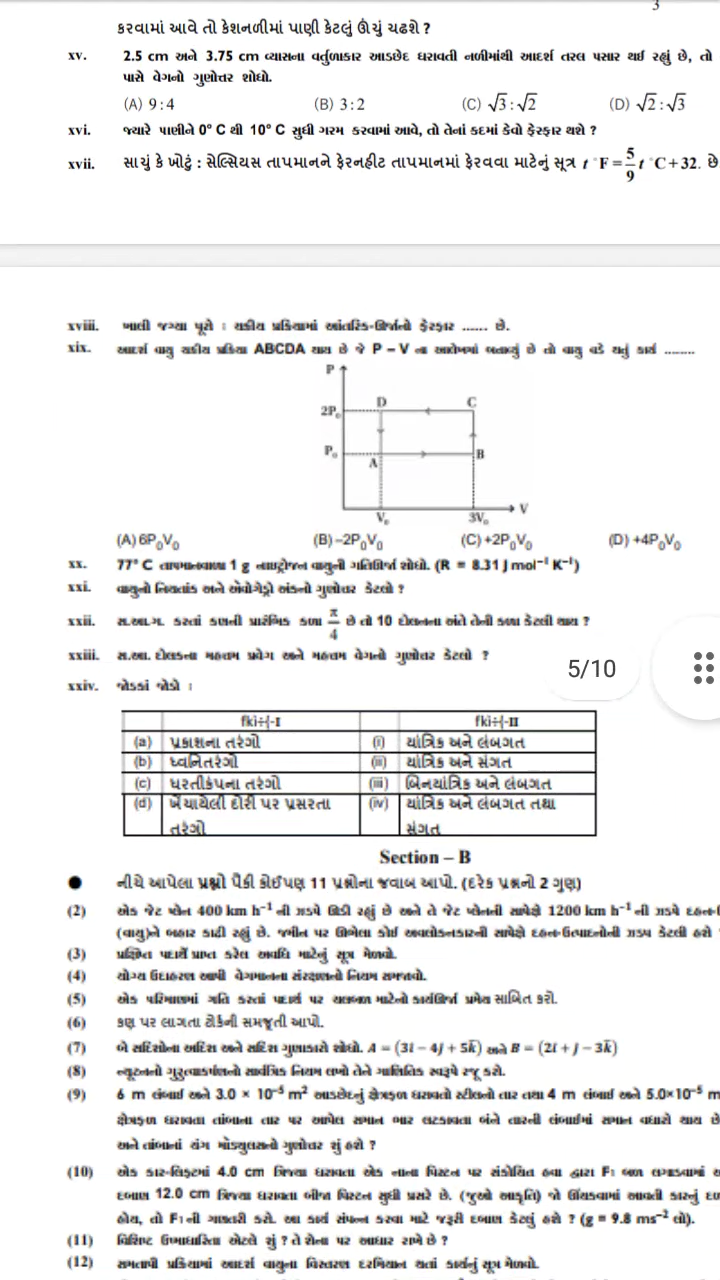 3
કરવામાં આવે તો કેશનળીમાં પાણી કેટલું ઊંચું ચઢશે ?
xv. 2.5 cm અને 3.75 cm વ્યાસના વર્તુળાકાર આડછેદ ધરાવતી નળીમાંથી આદર્શ તરલ પસાર થઈ રહ્યું છે, તો
પાસે વેગનો ગુણોત્તર શોધો.
(A) 9 : 4 (B) 3 : 2 (C) √3 : √2 (D) √2 : √3
xvi. જ્યારે પાણીને 0° C થી 10° C સુધી ગરમ કરવામાં આવે, તો તેનાં કદમાં કેવો ફેરફાર થશે ?
xvii. સાચું કે ખોટું : સેલ્સિયસ તાપમાનને ફેરનહીટ તાપમાનમાં ફેરવવા માટેનું સૂત્ર t °F = 5/9 t °C + 32. છે
xviii. ખાલી જગ્યા પૂરો : ચક્રીય પ્રક્રિયામાં આંતરિક-ઊર્જાનો ફેરફાર ...... છે.
xix. આદર્શ વાયુ ચક્રીય પ્રક્રિયા ABCDA થાય છે જે P – V ના આલેખમાં બતાવ્યું છે તો વાયુ વડે થતું કાર્ય ........
P
D C
2P₀
P₀
A B
V
V₀ 3V₀
(A) 6P₀V₀ (B) –2P₀V₀ (C) +2P₀V₀ (D) +4P₀V₀
xx. 77° C તાપમાનવાળા 1 g નાઇટ્રોજન વાયુની ગતિઊર્જા શોધો. (R = 8.31 J mol⁻¹ K⁻¹)
xxi. વાયુનો નિયતાંક અને એવોગેડ્રો અંકનો ગુણોત્તર કેટલો ?
xxii. સ.આ.ગ. કરતાં કણની પ્રારંભિક કળા π/4 છે તો 10 દોલનના અંતે તેની કળા કેટલી થાય ?
xxiii. સ.આ. દોલકના મહત્તમ પ્રવેગ અને મહત્તમ વેગનો ગુણોત્તર કેટલો ?
5/10
xxiv. જોડકાં જોડો :
fki÷{-I fki÷{-II
(a) પ્રકાશના તરંગો (i) યાંત્રિક અને લંબગત
(b) ધ્વનિતરંગો (ii) યાંત્રિક અને સંગત
(c) ધરતીકંપના તરંગો (iii) બિનયાંત્રિક અને લંબગત
(d) ખેંચાયેલી દોરી પર પ્રસરતા (iv) યાંત્રિક અને લંબગત તથા
તરંગો સંગત
Section – B
● નીચે આપેલા પ્રશ્નો પૈકી કોઈપણ 11 પ્રશ્નોના જવાબ આપો. (દરેક પ્રશ્નનો 2 ગુણ)
(2) એક જેટ પ્લેન 400 km h⁻¹ ની ઝડપે ઊડી રહ્યું છે અને તે જેટ પ્લેનની સાપેક્ષે 1200 km h⁻¹ ની ઝડપે દહન-
(વાયુ)ને બહાર કાઢી રહ્યું છે. જમીન પર ઊભેલા કોઈ અવલોકનકારની સાપેક્ષે દહન-ઉત્પાદનોની ઝડપ કેટલી હશે
(3) પ્રક્ષિપ્ત પદાર્થે પ્રાપ્ત કરેલ અવધિ માટેનું સૂત્ર મેળવો.
(4) યોગ્ય ઉદાહરણ આપી વેગમાનના સંરક્ષણનો નિયમ સમજાવો.
(5) એક પરિમાણમાં ગતિ કરતાં પદાર્થ પર ચલબળ માટેનો કાર્યઊર્જા પ્રમેય સાબિત કરો.
(6) કણ પર લાગતા ટોર્કની સમજૂતી આપો.
(7) બે સદિશોના અદિશ અને સદિશ ગુણાકારો શોધો. A = (3î – 4ĵ + 5k̂) અને B = (2î + ĵ – 3k̂)
(8) ન્યૂટનનો ગુરુત્વાકર્ષણનો સાર્વત્રિક નિયમ લખો તેને ગાણિતિક સ્વરૂપે રજૂ કરો.
(9) 6 m લંબાઈ અને 3.0 × 10⁻⁵ m² આડછેદનું ક્ષેત્રફળ ધરાવતો સ્ટીલનો તાર તથા 4 m લંબાઈ અને 5.0×10⁻⁵ m
ક્ષેત્રફળ ધરાવતા તાંબાના તાર પર આપેલ સમાન ભાર લટકાવતા બંને તારની લંબાઈમાં સમાન વધારો થાય છે
અને તાંબાનાં યંગ મોડ્યુલસનો ગુણોત્તર શું હશે ?
(10) એક કાર-લિફ્ટમાં 4.0 cm ત્રિજ્યા ધરાવતા એક નાના પિસ્ટન પર સંકોચિત હવા દ્વારા F₁ બળ લગાડવામાં
દબાણ 12.0 cm ત્રિજ્યા ધરાવતા બીજા પિસ્ટન સુધી પ્રસરે છે. (જુઓ આકૃતિ) જો ઊંચકવામાં આવતી કારનું
હોય, તો F₁ની ગણતરી કરો. આ કાર્ય સંપન્ન કરવા માટે જરૂરી દબાણ કેટલું હશે ? (g = 9.8 ms⁻² લો).
(11) વિશિષ્ટ ઉષ્માધારિતા એટલે શું ? તે શેના પર આધાર રાખે છે ?
(12) સમતાપી પ્રક્રિયામાં આદર્શ વાયુના વિસ્તરણ દરમિયાન થતાં કાર્યનું સૂત્ર મેળવો.